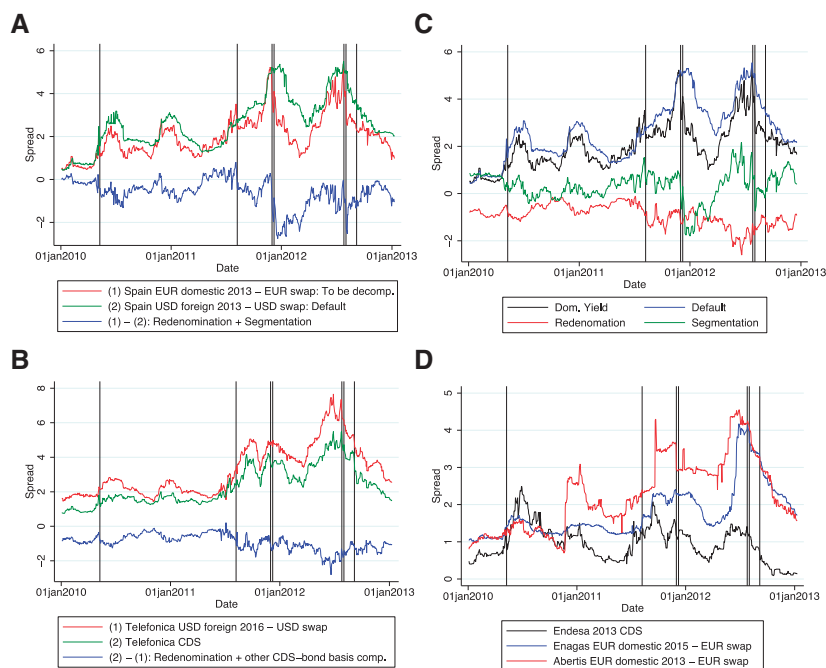 A
Spread
6
4
2
0
−2
01jan2010 01jan2011 01jan2012 01jan2013
Date
(1) Spain EUR domestic 2013 – EUR swap: To be decomp.
(2) Spain USD foreign 2013 – USD swap: Default
(1) – (2): Redenomination + Segmentation
C
Spread
6
4
2
0
−2
01jan2010 01jan2011 01jan2012 01jan2013
Date
Dom. Yield Default
Redenomation Segmentation
B
Spread
8
6
4
2
0
−2
01jan2010 01jan2011 01jan2012 01jan2013
Date
(1) Telefonica USD foreign 2016 – USD swap
(2) Telefonica CDS
(2) – (1): Redenomination + other CDS–bond basis comp.
D
Spread
5
4
3
2
1
0
01jan2010 01jan2011 01jan2012 01jan2013
Date
Endesa 2013 CDS
Enagas EUR domestic 2015 – EUR swap
Abertis EUR domestic 2013 – EUR swap